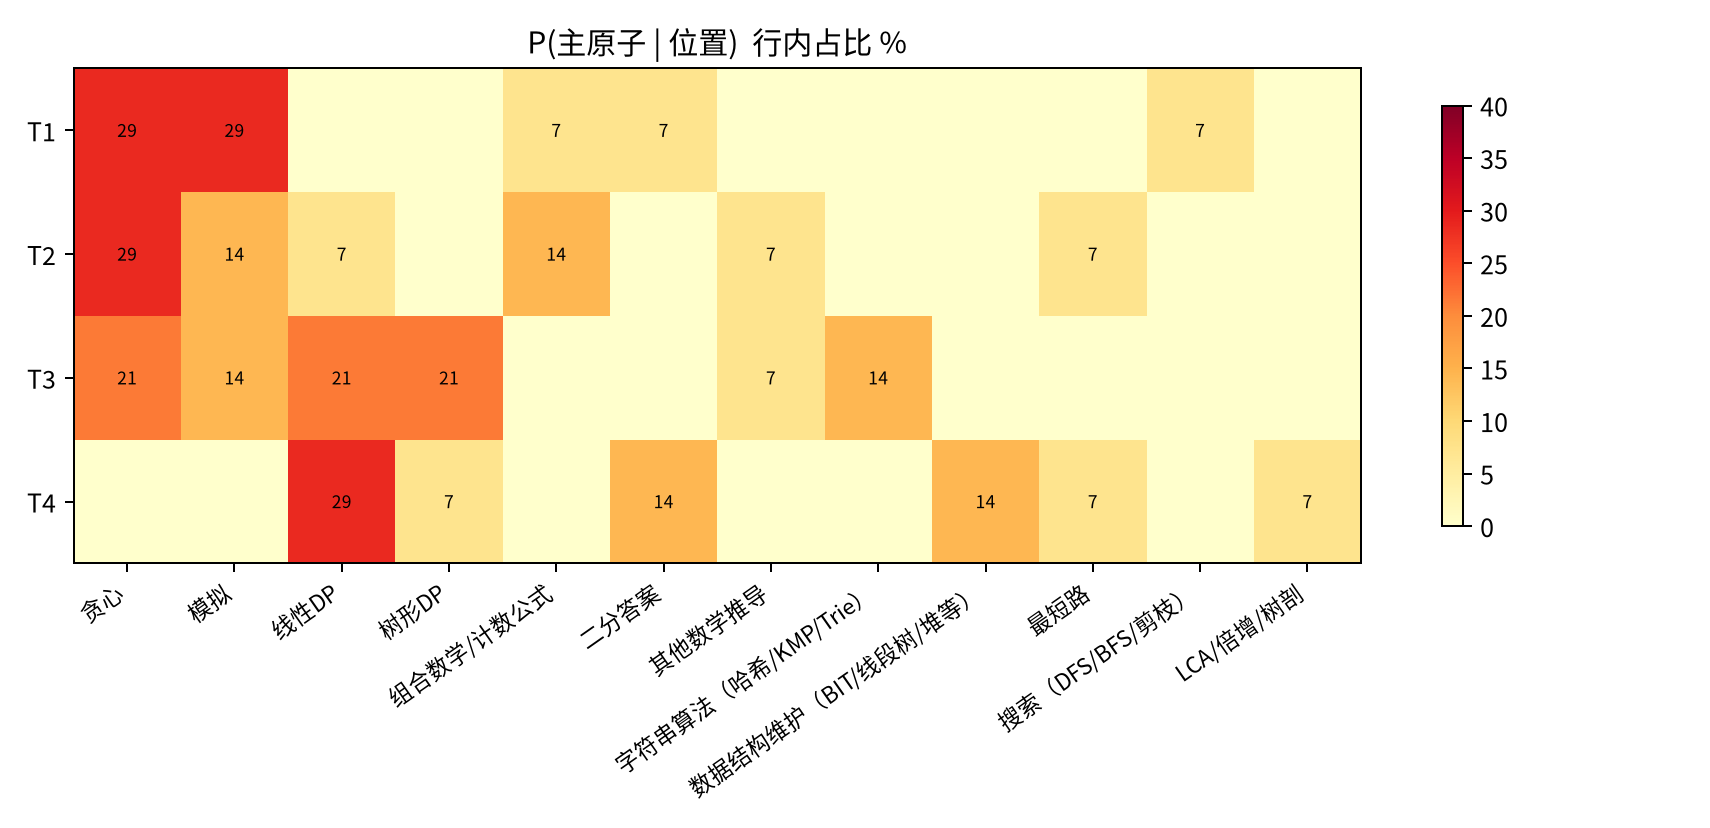 P(主原子 | 位置) 行内占比 %
T1 29 29 7 7 7
T2 29 14 7 14 7 7
T3 21 14 21 21 7 14
T4 29 7 14 14 7 7
贪心
模拟
线性DP
树形DP
组合数学/计数公式
二分答案
其他数学推导
字符串算法（哈希/KMP/Trie）
数据结构维护（BIT/线段树/堆等）
最短路
搜索（DFS/BFS/剪枝）
LCA/倍增/树剖
40
35
30
25
20
15
10
5
0